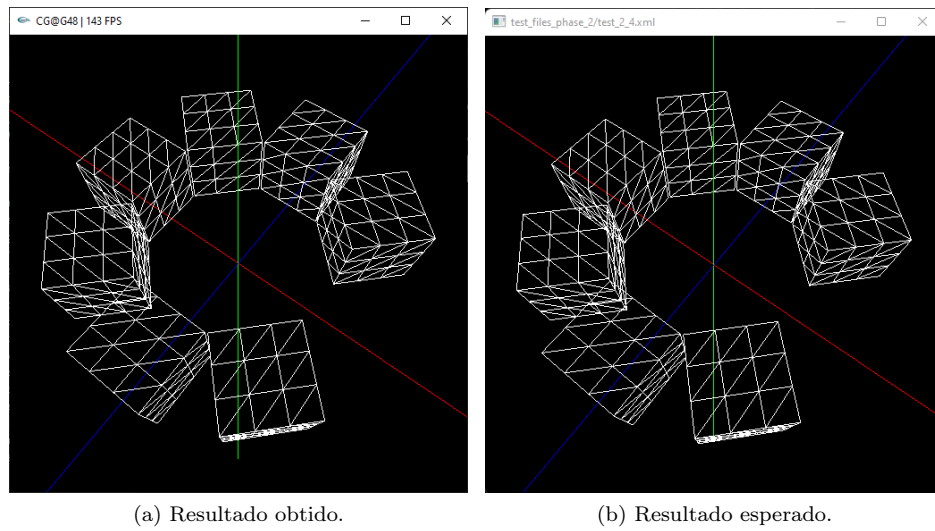 CG@G48 | 143 FPS
test_files_phase_2/test_2_4.xml
(a) Resultado obtido.
(b) Resultado esperado.